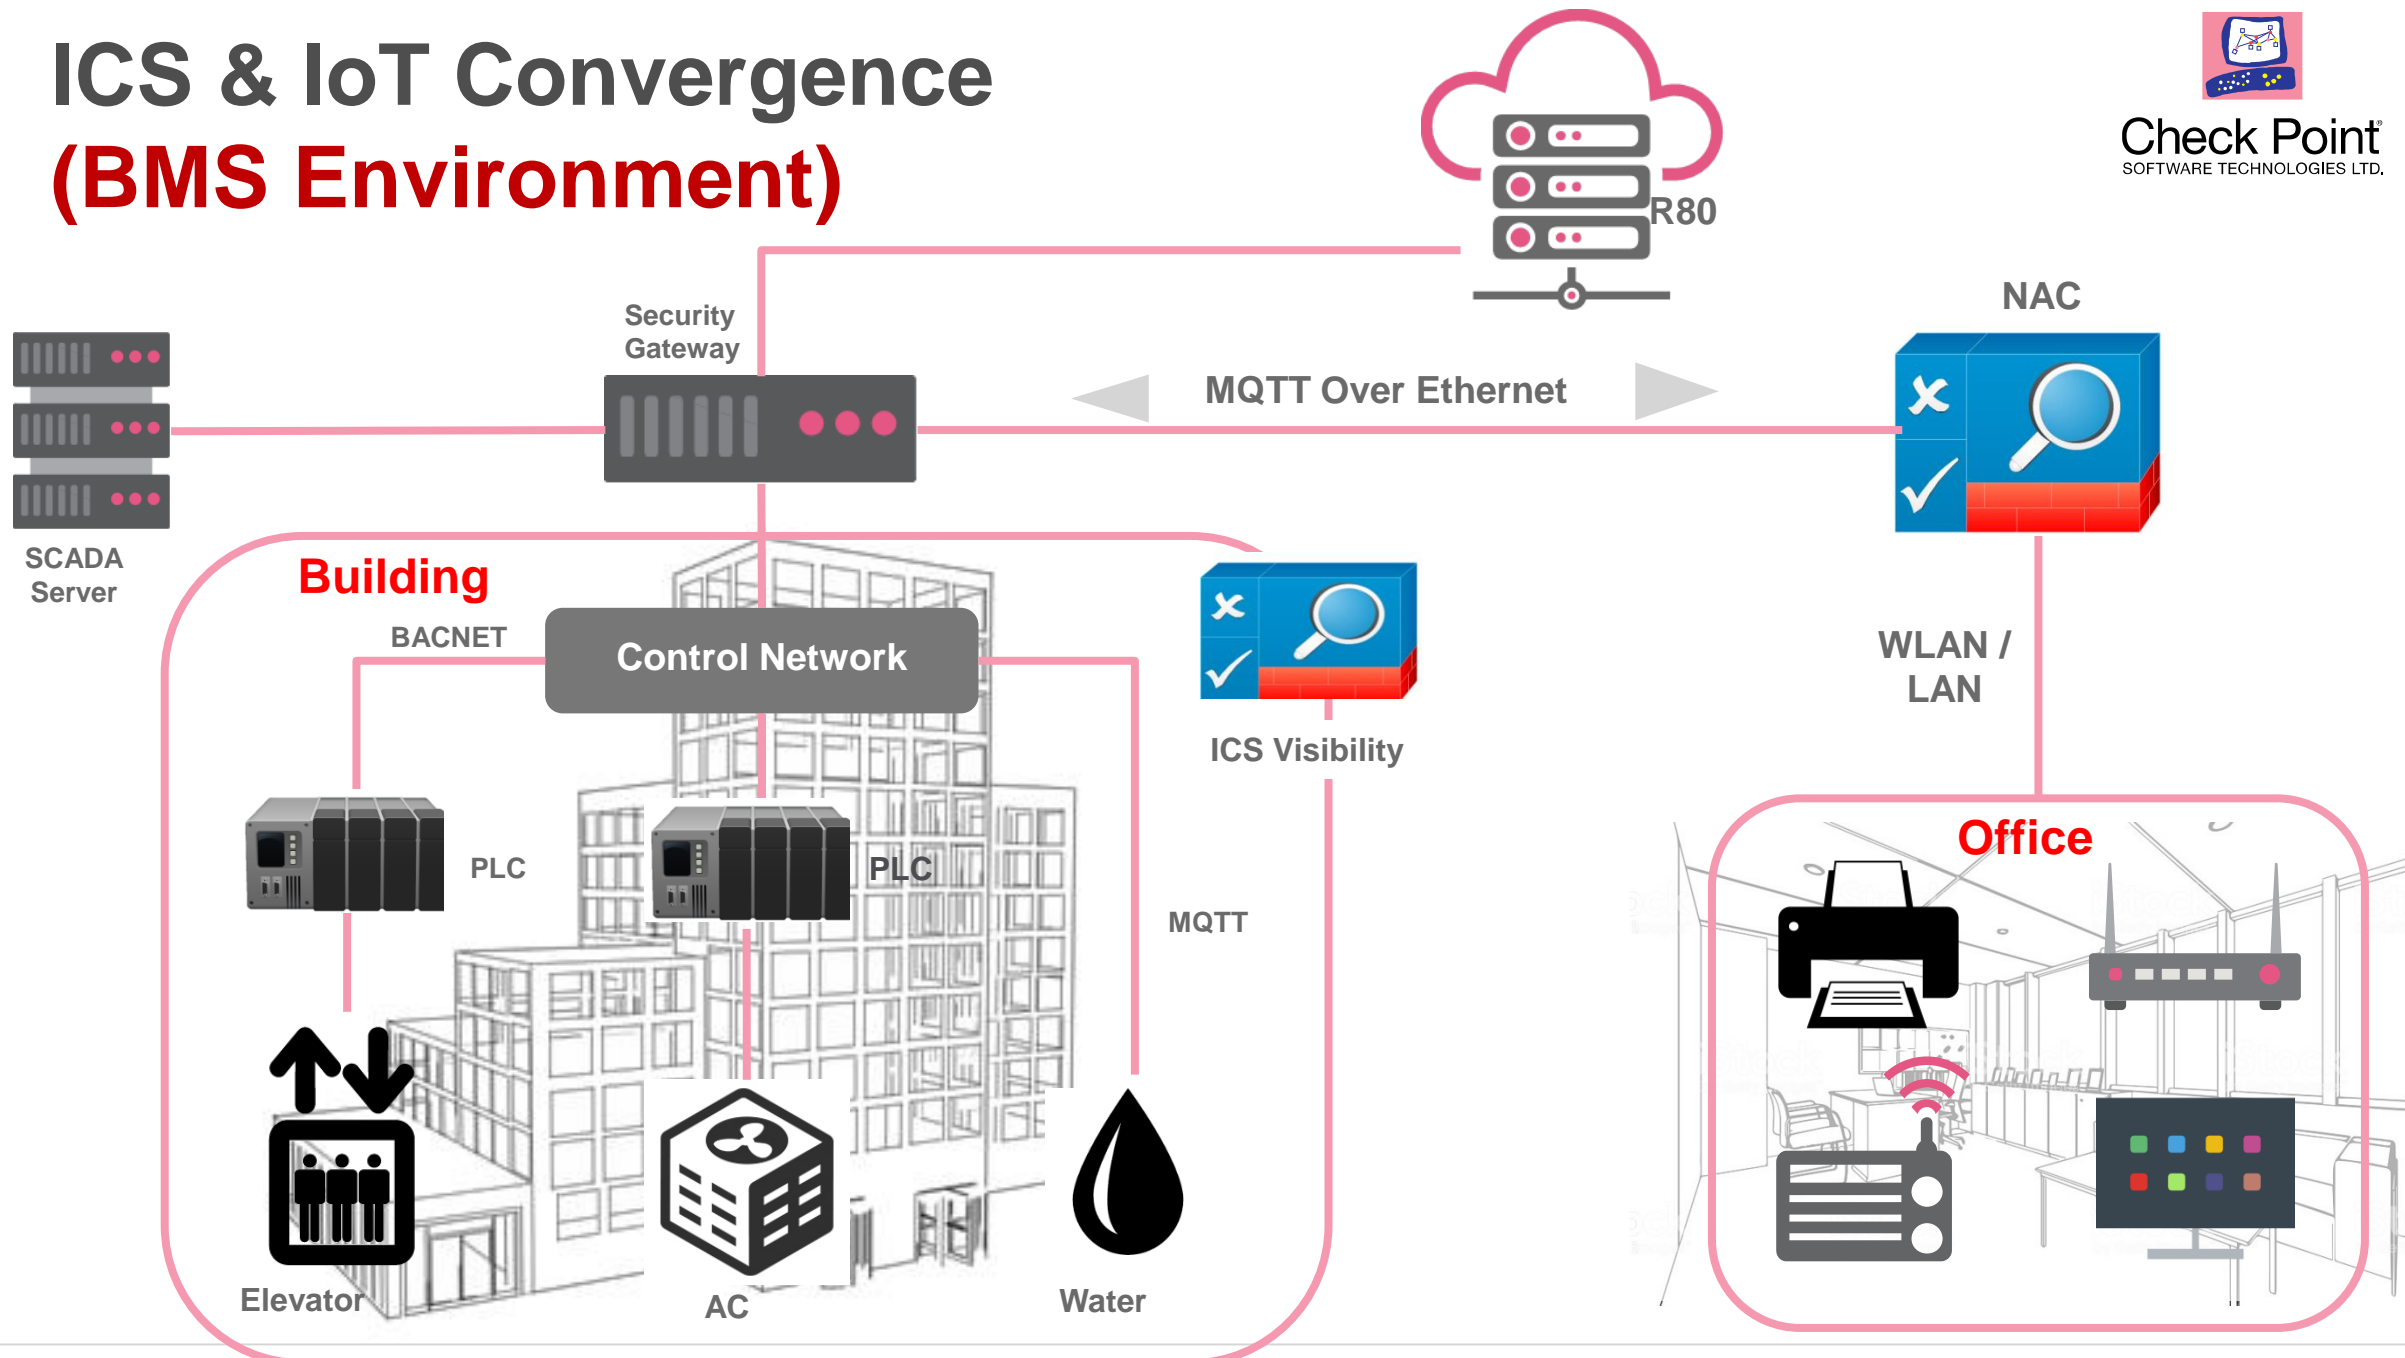 ICS & IoT Convergence
(BMS Environment)
Check Point
SOFTWARE TECHNOLOGIES LTD.
R80
NAC
Security
Gateway
MQTT Over Ethernet
SCADA
Server
Building
BACNET
Control Network
WLAN /
LAN
ICS Visibility
Office
PLC
PLC
MQTT
Elevator
AC
Water